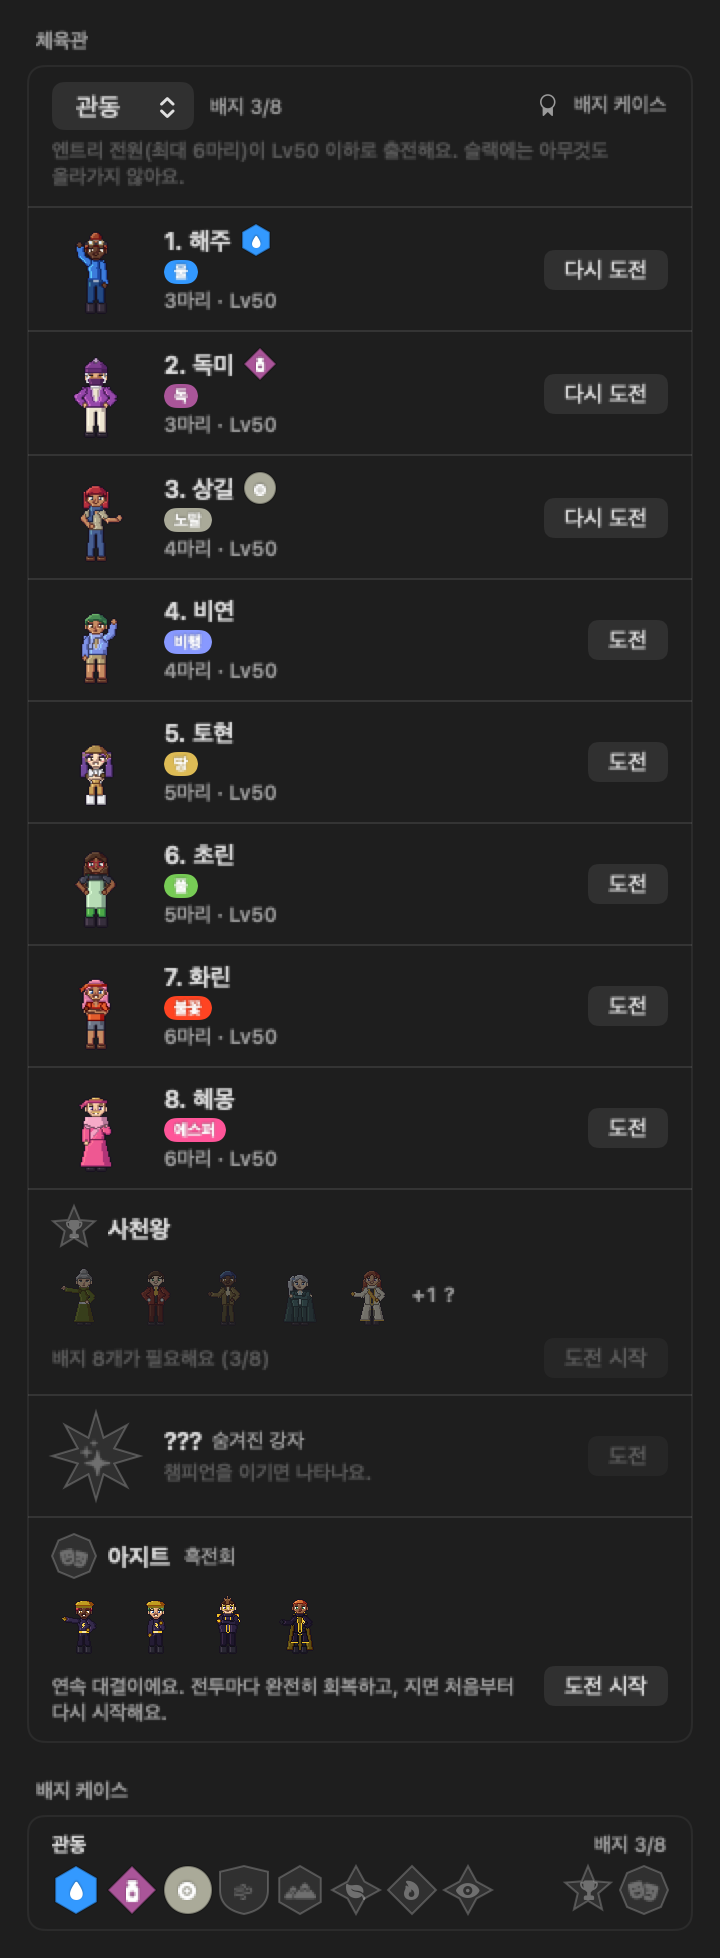 체육관
관동
배지 3/8
배지 케이스
엔트리 전원(최대 6마리)이 Lv50 이하로 출전해요. 슬랙에는 아무것도
올라가지 않아요.
1. 해주
물
3마리 · Lv50
다시 도전
2. 독미
독
3마리 · Lv50
다시 도전
3. 상길
노말
4마리 · Lv50
다시 도전
4. 비연
비행
4마리 · Lv50
도전
5. 토현
땅
5마리 · Lv50
도전
6. 초린
풀
5마리 · Lv50
도전
7. 화린
불꽃
6마리 · Lv50
도전
8. 혜몽
에스퍼
6마리 · Lv50
도전
사천왕
+1 ?
배지 8개가 필요해요 (3/8)
도전 시작
??? 숨겨진 강자
챔피언을 이기면 나타나요.
도전
아지트 흑전회
연속 대결이에요. 전투마다 완전히 회복하고, 지면 처음부터
다시 시작해요.
도전 시작
배지 케이스
관동
배지 3/8